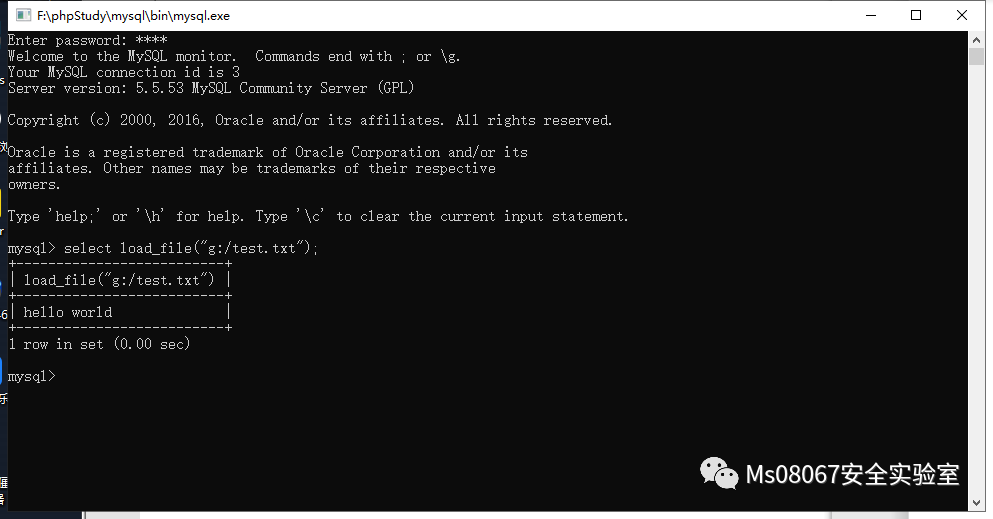 F:\phpStudy\mysql\bin\mysql.exe
Enter password: ****
Welcome to the MySQL monitor.  Commands end with ; or \g.
Your MySQL connection id is 3
Server version: 5.5.53 MySQL Community Server (GPL)
Copyright (c) 2000, 2016, Oracle and/or its affiliates. All rights reserved.
Oracle is a registered trademark of Oracle Corporation and/or its
affiliates. Other names may be trademarks of their respective
owners.
Type 'help;' or '\h' for help. Type '\c' to clear the current input statement.
mysql> select load_file("g:/test.txt");
+--------------------------+
| load_file("g:/test.txt") |
+--------------------------+
| hello world              |
+--------------------------+
1 row in set (0.00 sec)
mysql>
Ms08067安全实验室